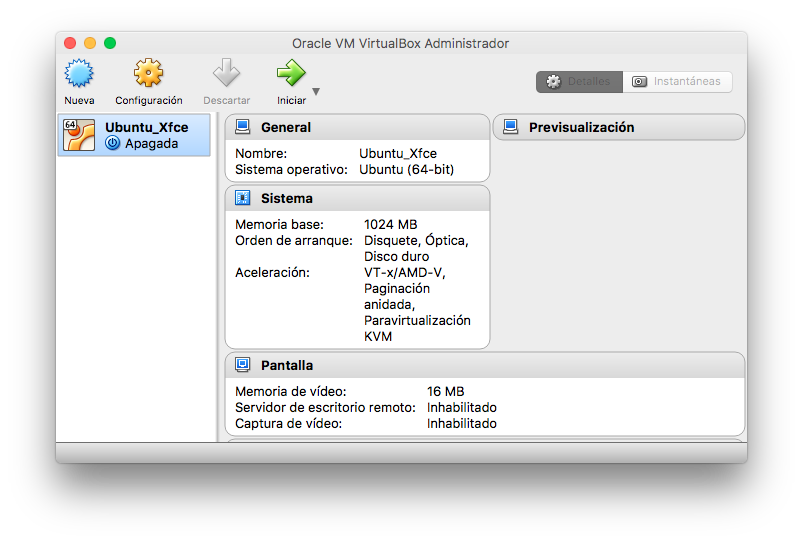 Oracle VM VirtualBox Administrador
Nueva
Configuración
Descartar
Iniciar
Detalles
Instantáneas
64
Ubuntu_Xfce
Apagada
General
Nombre: Ubuntu_Xfce
Sistema operativo: Ubuntu (64-bit)
Previsualización
Sistema
Memoria base: 1024 MB
Orden de arranque: Disquete, Óptica,
Disco duro
Aceleración: VT-x/AMD-V,
Paginación
anidada,
Paravirtualización
KVM
Pantalla
Memoria de vídeo: 16 MB
Servidor de escritorio remoto: Inhabilitado
Captura de vídeo: Inhabilitado